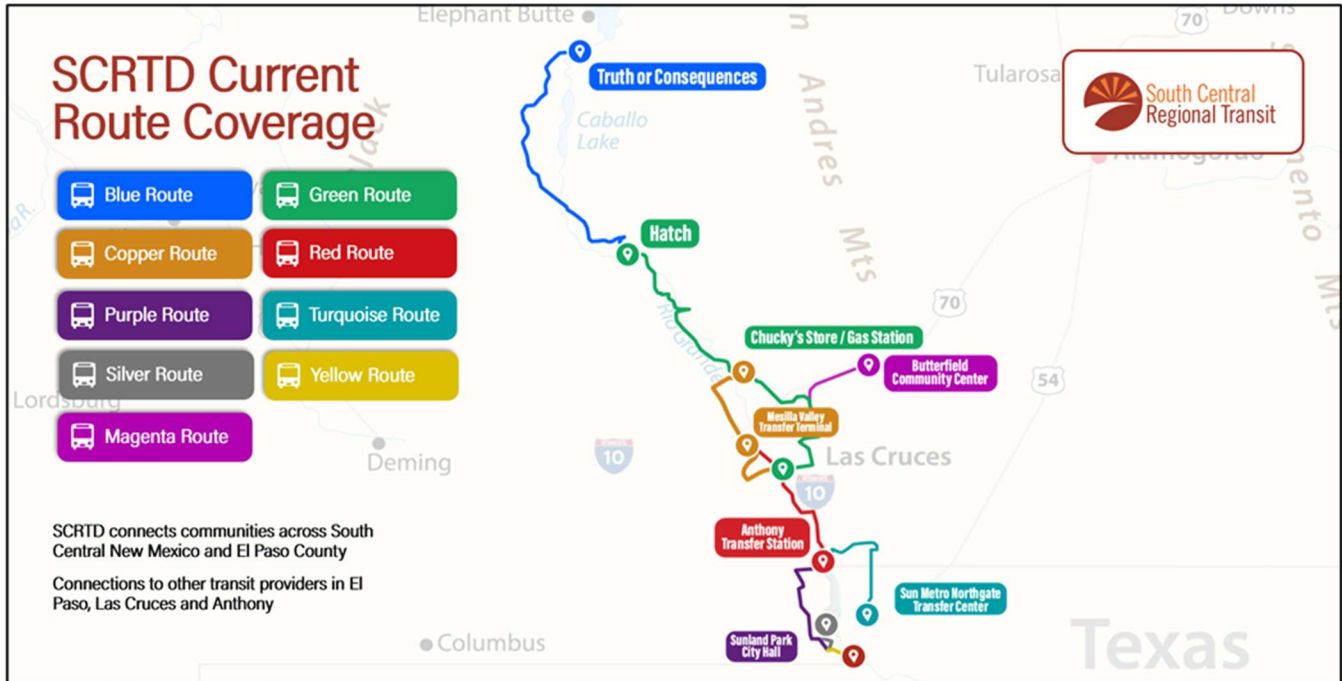 Elephant Butte
70
SCRTD Current
Route Coverage
Truth or Consequences
Tularosa
South Central
Regional Transit
Caballo
Lake
Andres
Mts
Alamogordo
Mts
Blue Route
Green Route
Copper Route
Red Route
Purple Route
Turquoise Route
Silver Route
Yellow Route
Magenta Route
Hatch
70
Rio Grande
Chucky's Store / Gas Station
Butterfield
Community Center
54
Lordsburg
Mesilla Valley
Transfer Terminal
Deming
10
Las Cruces
10
SCRTD connects communities across South
Central New Mexico and El Paso County
Connections to other transit providers in El
Paso, Las Cruces and Anthony
Anthony
Transfer Station
Sun Metro Northgate
Transfer Center
Sunland Park
City Hall
Columbus
Texas